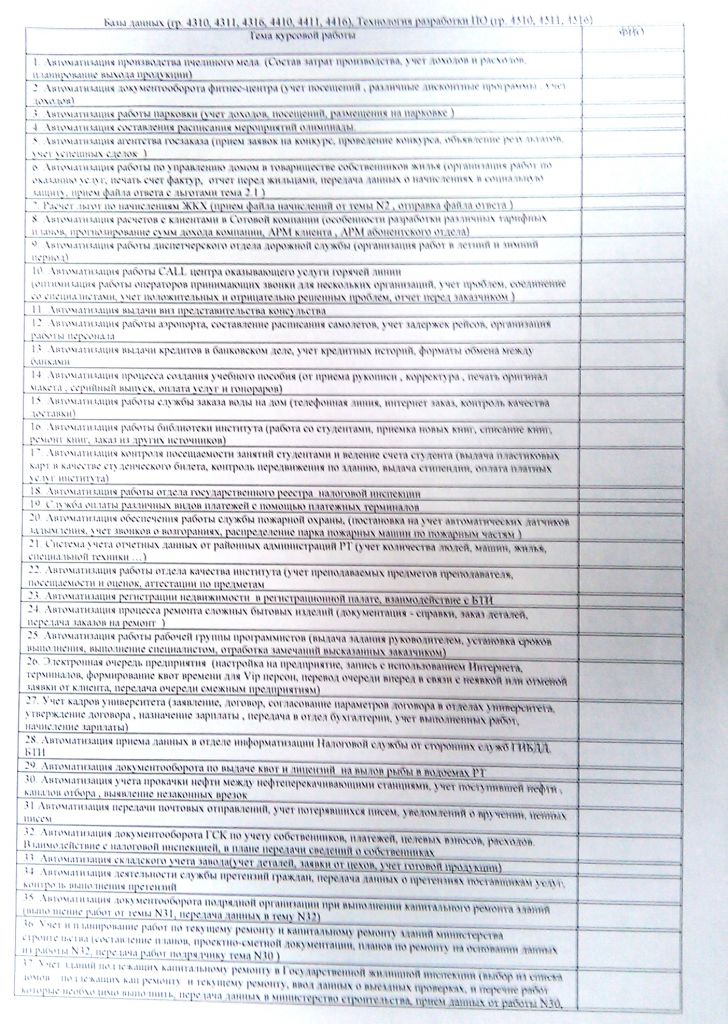 Базы данных (гр. 4310, 4311, 4316, 4410, 4411, 4416), Технология разработки ПО (гр. 4510, 4511, 4516)
Тема курсовой работы
ФИО
1. Автоматизация производства пчелиного меда. (Состав затрат производства, учет доходов и расходов,
планирование выхода продукции)
2. Автоматизация документооборота фитнес-центра (учет посещений , различные дисконтные программы , учет
доходов)
3. Автоматизация работы парковки (учет доходов, посещений, размещения на парковке )
4. Автоматизация составления расписания мероприятий олимпиады.
5. Автоматизация агентства госзаказа (прием заявок на конкурс, проведение конкурса, объявление результатов,
учет успешных сделок )
6. Автоматизация работы по управлению домом в товариществе собственников жилья (организация работ по
оказанию услуг, печать счет фактур, отчет перед жильцами, передача данных о начислениях в социальную
защиту, прием файла ответа с льготами тема 2.1 )
7. Расчет льгот по начислениям ЖКХ (прием файла начислений от темы N2 , отправка файла ответа )
8. Автоматизация расчетов с клиентами в Сотовой компании (особенности разработки различных тарифных
планов, прогнозирование сумм дохода компании, АРМ клиента , АРМ абонентского отдела)
9. Автоматизация работы диспетчерского отдела дорожной службы (организация работ в летний и зимний
период)
10. Автоматизация работы CALL центра оказывающего услуги горячей линии
(оптимизация работы операторов принимающих звонки для нескольких организаций, учет проблем, соединение
со специалистами, учет положительных и отрицательно решенных проблем, отчет перед заказчиком )
11. Автоматизация выдачи виз представительства консульства
12. Автоматизация работы аэропорта, составление расписания самолетов, учет задержек рейсов, организация
работы персонала
13. Автоматизация выдачи кредитов в банковском деле, учет кредитных историй, форматы обмена между
банками
14. Автоматизация процесса создания учебного пособия (от приема рукописи , корректура , печать оригинал
макета , серийный выпуск, оплата услуг и гонораров)
15. Автоматизация работы службы заказа воды на дом (телефонная линия, интернет заказ, контроль качества
доставки)
16. Автоматизация работы библиотеки института (работа со студентами, приемка новых книг, списание книг,
ремонт книг, заказ из других источников)
17. Автоматизация контроля посещаемости занятий студентами и ведение счета студента (выдача пластиковых
карт в качестве студенческого билета, контроль передвижения по зданию, выдача стипендии, оплата платных
услуг института)
18. Автоматизация работы отдела государственного реестра налоговой инспекции
19. Служба оплаты различных видов платежей с помощью платежных терминалов
20. Автоматизация обеспечения работы службы пожарной охраны, (постановка на учет автоматических датчиков
задымления, учет звонков о возгораниях, распределение парка пожарных машин по пожарным частям )
21. Система учета отчетных данных от районных администраций РТ (учет количества людей, машин, жилья,
специальной техники …)
22. Автоматизация работы отдела качества института (учет преподаваемых предметов преподавателя,
посещаемости и оценок, аттестации по предметам
23. Автоматизация регистрации недвижимости в регистрационной палате, взаимодействие с БТИ
24. Автоматизация процесса ремонта сложных бытовых изделий (документация - справки, заказ деталей,
передача заказов на ремонт )
25. Автоматизация работы рабочей группы программистов (выдача задания руководителем, установка сроков
выполнения, выполнение специалистом, отработка замечаний высказанных заказчиком)
26. Электронная очередь предприятия (настройка на предприятие, запись с использованием Интернета,
терминалов, формирование квот времени для Vip персон, перевод очереди вперед в связи с неявкой или отменой
заявки от клиента, передача очереди смежным предприятиям)
27. Учет кадров университета (заявление, договор, согласование параметров договора в отделах университета,
утверждение договора , назначение зарплаты , передача в отдел бухгалтерии, учет выполненных работ,
начисление зарплаты)
28. Автоматизация приема данных в отделе информатизации Налоговой службы от сторонних служб ГИБДД,
БТИ
29. Автоматизация документооборота по выдаче квот и лицензий на вылов рыбы в водоемах РТ
30. Автоматизация учета прокачки нефти между нефтеперекачивающими станциями, учет поступившей нефти ,
каналов отбора , выявление незаконных врезок
31 Автоматизация передачи почтовых отправлений, учет потерявшихся писем, уведомлений о вручении, ценных
писем
32. Автоматизация документооборота ГСК по учету собственников, платежей, целевых взносов, расходов.
Взаимодействие с налоговой инспекцией, в плане передачи сведений о собственниках
33. Автоматизация складского учета завода(учет деталей, заявки от цехов, учет готовой продукции)
34. Автоматизация деятельности службы претензий граждан, передача данных о претензиях поставщикам услуг,
контроль выполнения претензий
35. Автоматизация документооборота подрядной организации при выполнении капитального ремонта зданий
(выполнение работ от темы N31, передача данных в тему N32)
36. Учет и планирование работ по текущему ремонту и капитальному ремонту зданий министерства
строительства (составление планов, проектно-сметной документации, планов по ремонту на основании данных
из работы N32, передача работ подрядчику тема N30 )
37. Учет зданий подлежащих капитальному ремонту в Государственной жилищной инспекции (выбор из списка
домов подлежащих кап ремонту и текущему ремонту, ввод данных о выездных проверках, и перечне работ
которые необходимо выполнить, передача данных в министерство строительства, прием данных от работы N30,